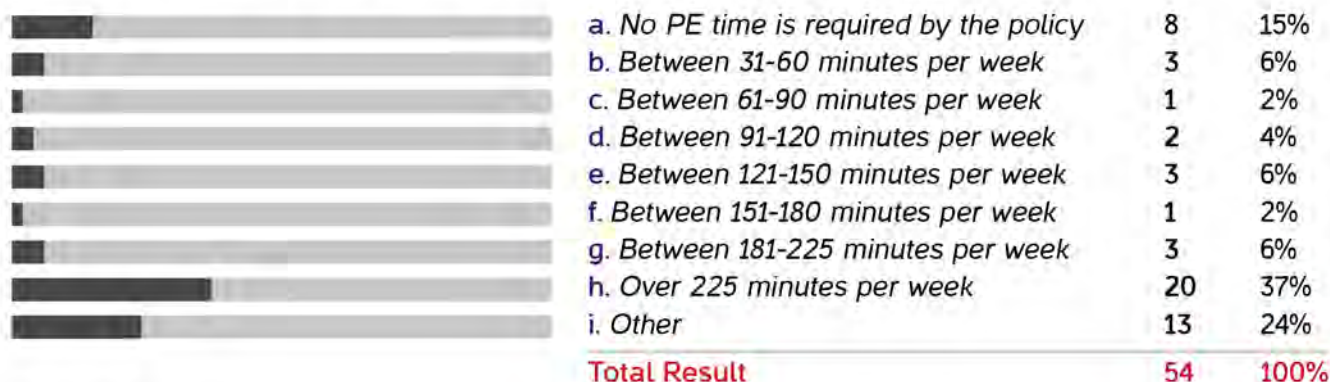 a. No PE time is required by the policy 8 15%
b. Between 31-60 minutes per week 3 6%
c. Between 61-90 minutes per week 1 2%
d. Between 91-120 minutes per week 2 4%
e. Between 121-150 minutes per week 3 6%
f. Between 151-180 minutes per week 1 2%
g. Between 181-225 minutes per week 3 6%
h. Over 225 minutes per week 20 37%
i. Other 13 24%
Total Result 54 100%